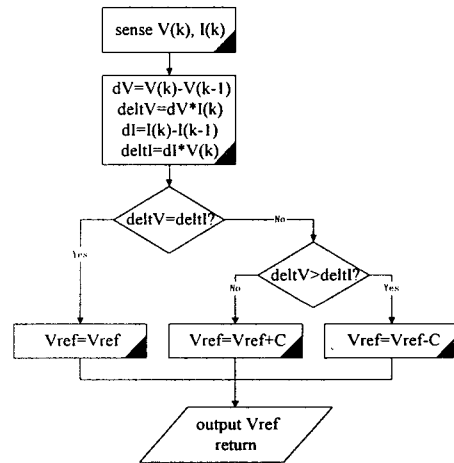 sense V(k), I(k)
dV=V(k)-V(k-1)
deltV=dV*I(k)
dI=I(k)-I(k-1)
deltI=dI*V(k)
deltV=deltI?
No
Yes
deltV>deltI?
No
Yes
Vref=Vref
Vref=Vref+C
Vref=Vref-C
output Vref
return